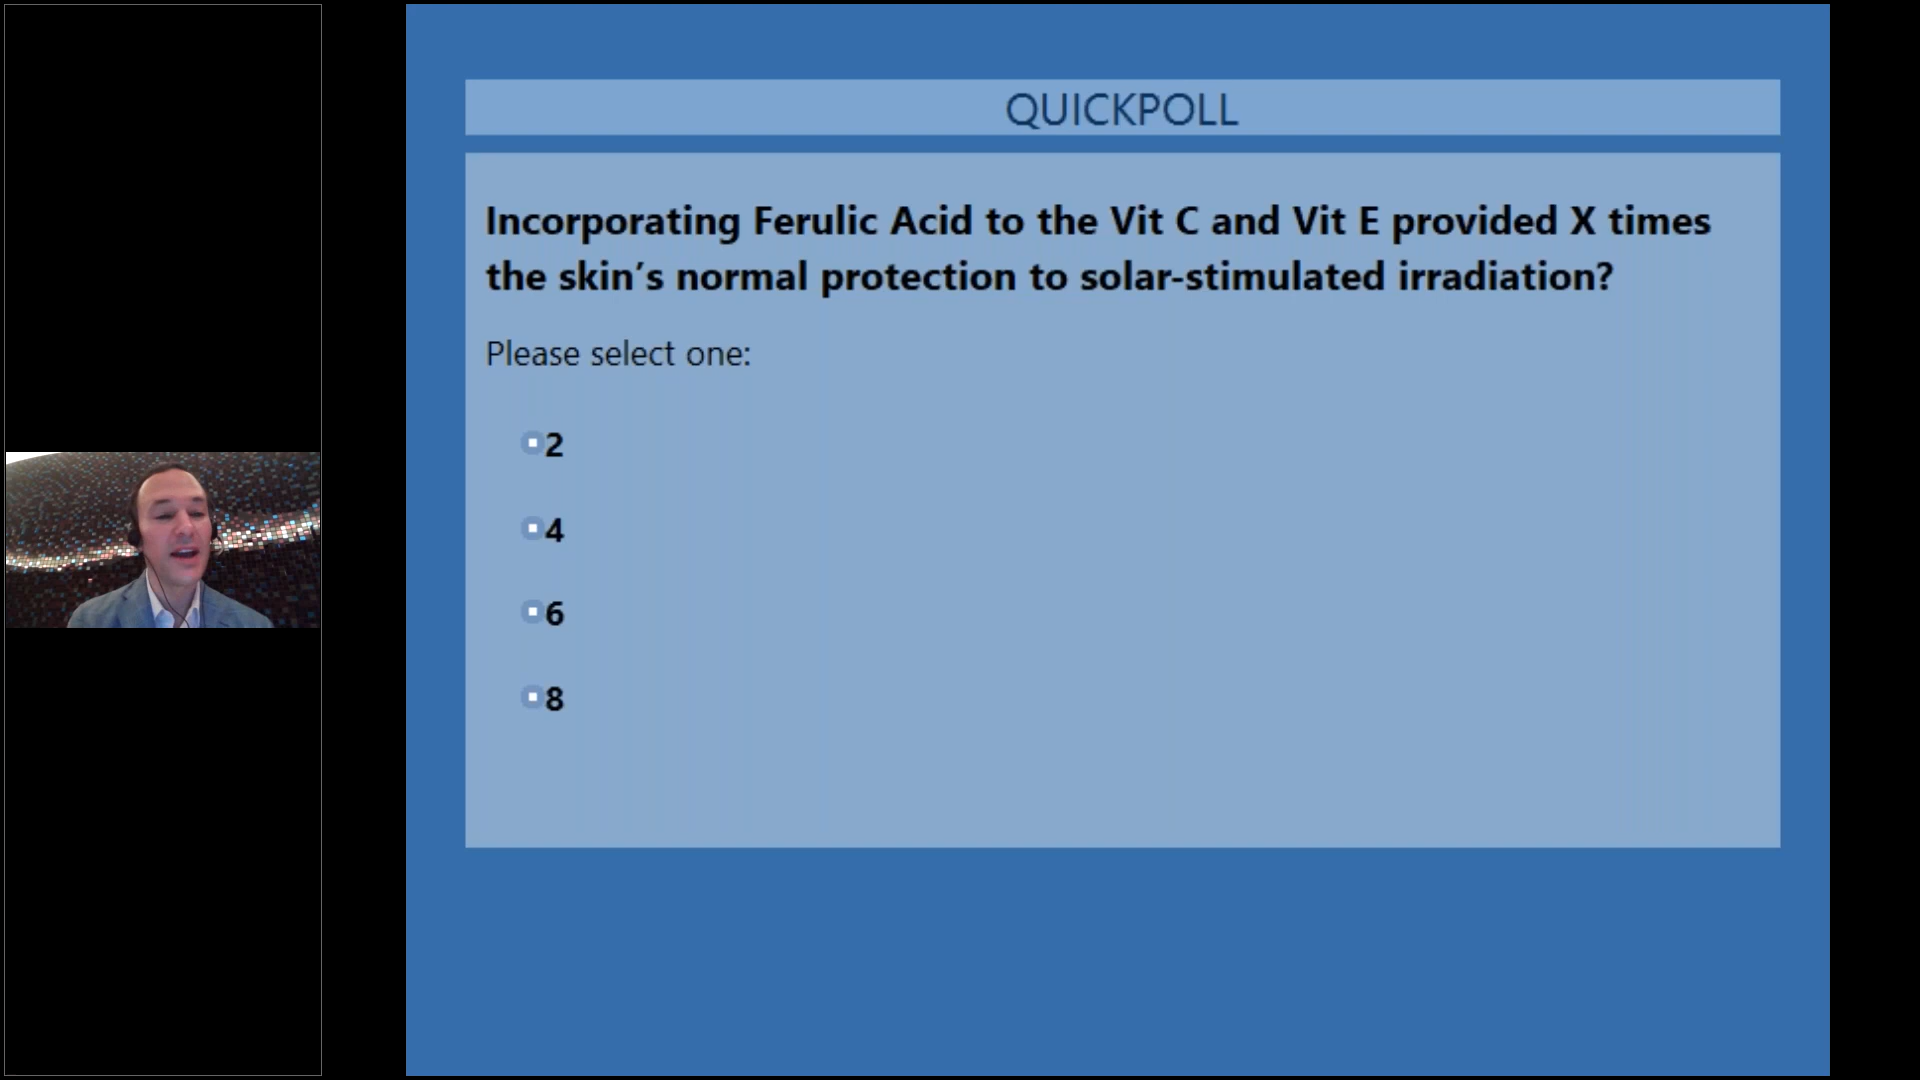 QUICKPOLL
Incorporating Ferulic Acid to the Vit C and Vit E provided X times
the skin’s normal protection to solar-stimulated irradiation?
Please select one:
2
4
6
8